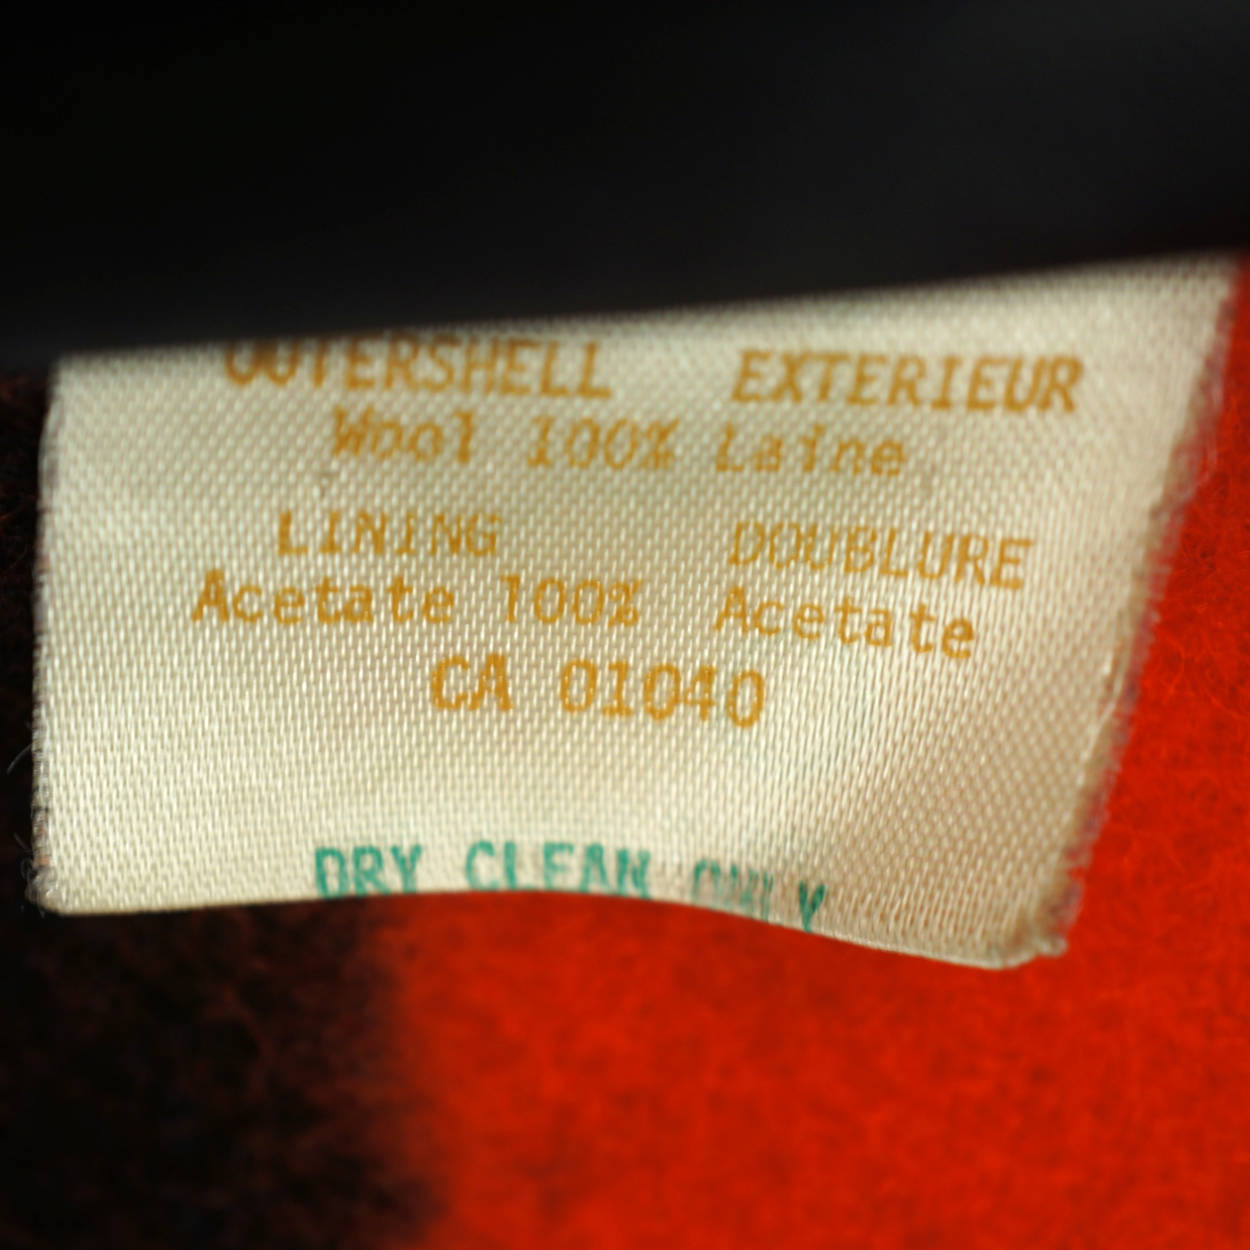 OUTERSHELL EXTERIEUR
Wool 100% Laine
LINING DOUBLURE
Acetate 100% Acetate
CA 01040
DRY CLEAN ONLY